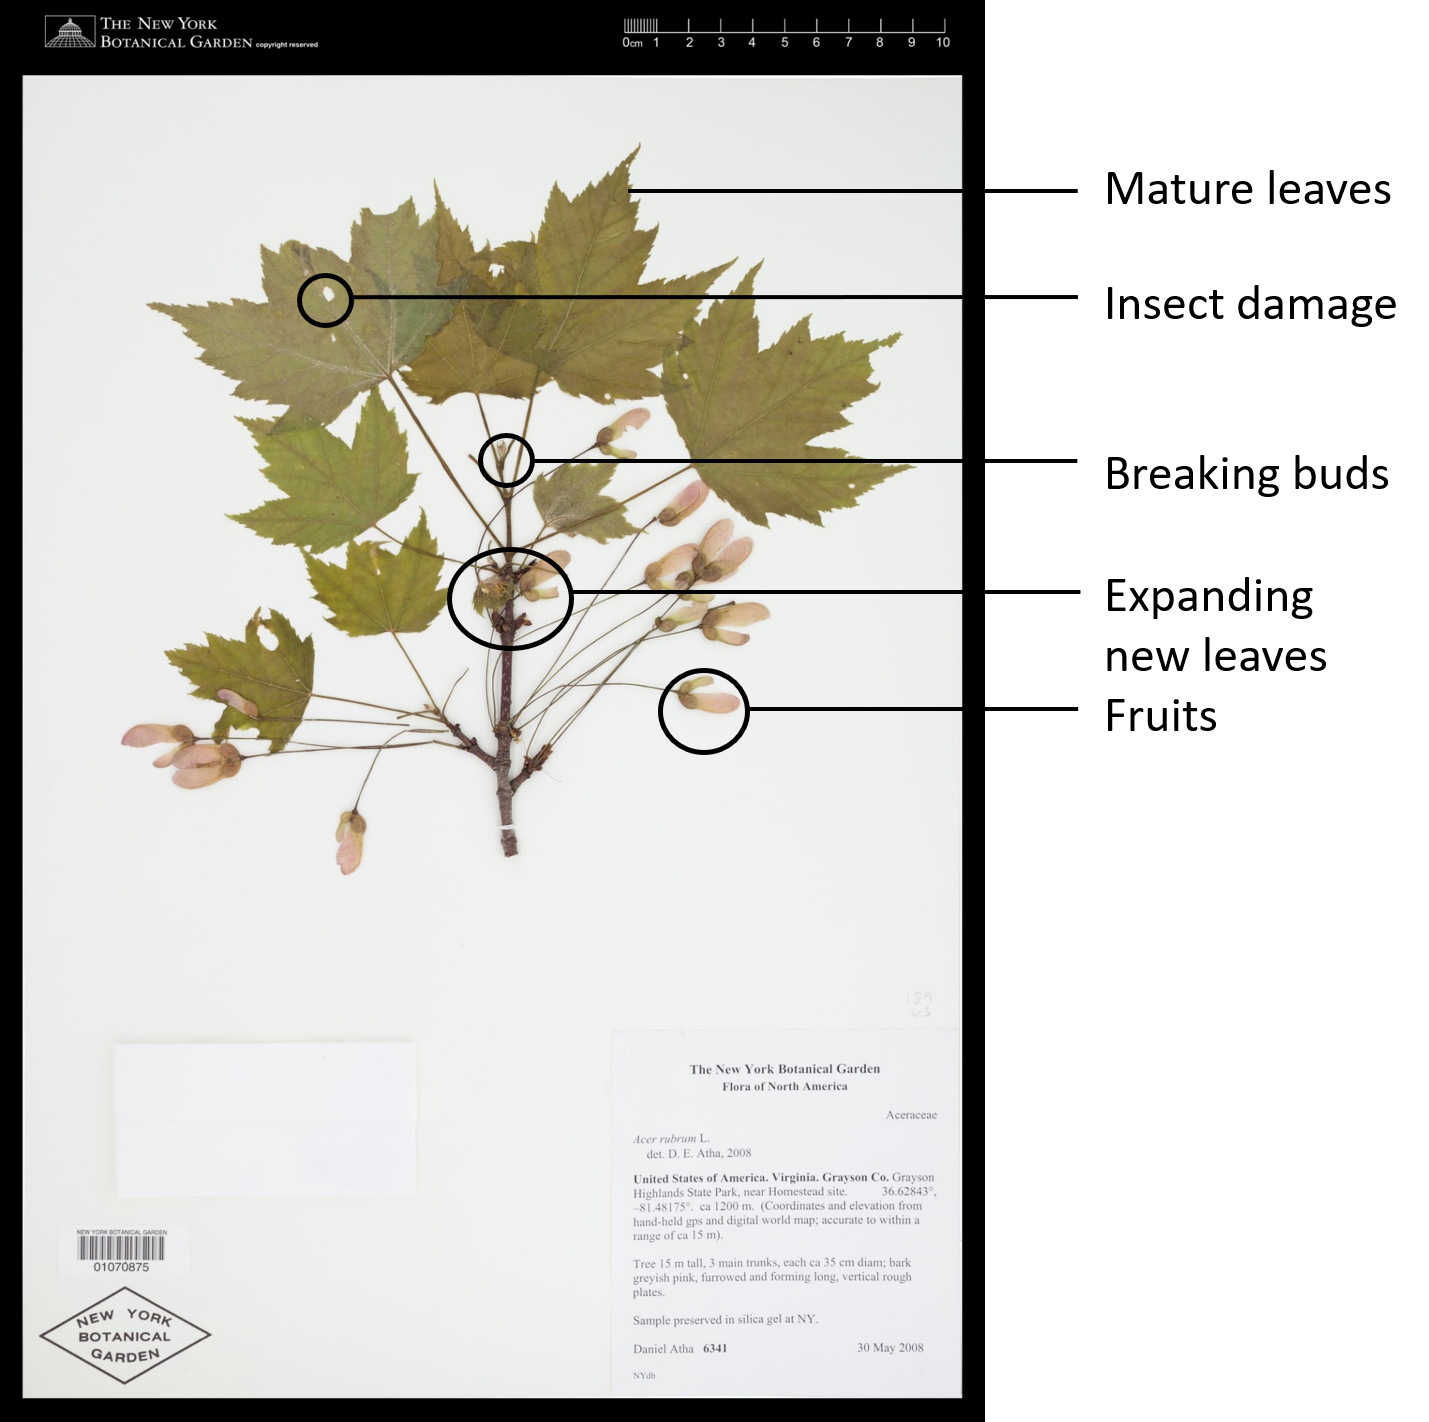 THE NEW YORK
BOTANICAL GARDEN copyright reserved
0cm 1 2 3 4 5 6 7 8 9 10
Mature leaves
Insect damage
Breaking buds
Expanding
new leaves
Fruits
The New York Botanical Garden
Flora of North America
Aceraceae
Acer rubrum L.
det. D. E. Atha, 2008
United States of America. Virginia. Grayson Co. Grayson
Highlands State Park, near Homestead site. 36.62843°,
–81.48175°. ca 1200 m. (Coordinates and elevation from
hand-held gps and digital world map; accurate to within a
range of ca 15 m).
Tree 15 m tall, 3 main trunks, each ca 35 cm diam; bark
greyish pink, furrowed and forming long, vertical rough
plates.
Sample preserved in silica gel at NY.
Daniel Atha 6341 30 May 2008
NYdb
NEW YORK BOTANICAL GARDEN
01070875
NEW YORK
BOTANICAL
GARDEN